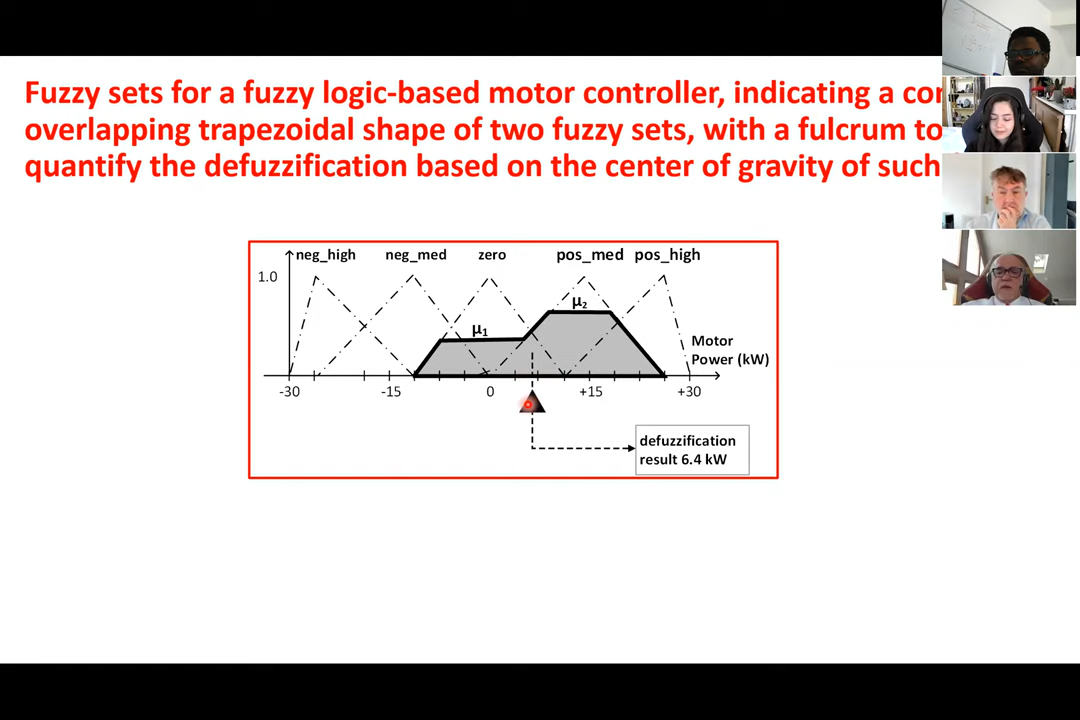 Fuzzy sets for a fuzzy logic-based motor controller, indicating a
overlapping trapezoidal shape of two fuzzy sets, with a fulcrum to
quantify the defuzzification based on the center of gravity of such
neg_high neg_med zero pos_med pos_high
1.0
μ2
μ1
Motor
Power (kW)
-30 -15 0 +15 +30
defuzzification
result 6.4 kW